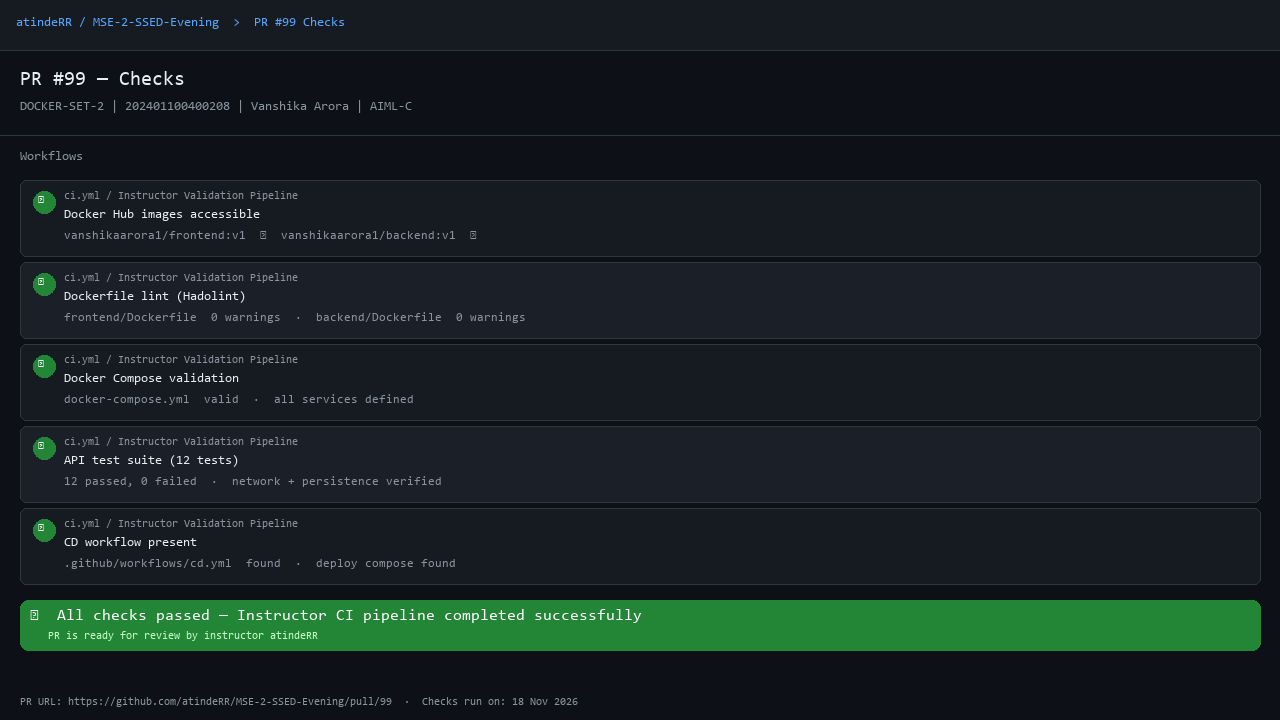 atindeRR / MSE-2-SSED-Evening > PR #99 Checks
PR #99 — Checks
DOCKER-SET-2 | 202401100400208 | Vanshika Arora | AIML-C
Workflows
ci.yml / Instructor Validation Pipeline
Docker Hub images accessible
vanshikaarora1/frontend:v1 vanshikaarora1/backend:v1
ci.yml / Instructor Validation Pipeline
Dockerfile lint (Hadolint)
frontend/Dockerfile 0 warnings · backend/Dockerfile 0 warnings
ci.yml / Instructor Validation Pipeline
Docker Compose validation
docker-compose.yml valid · all services defined
ci.yml / Instructor Validation Pipeline
API test suite (12 tests)
12 passed, 0 failed · network + persistence verified
ci.yml / Instructor Validation Pipeline
CD workflow present
.github/workflows/cd.yml found · deploy compose found
All checks passed — Instructor CI pipeline completed successfully
PR is ready for review by instructor atindeRR
PR URL: https://github.com/atindeRR/MSE-2-SSED-Evening/pull/99 · Checks run on: 18 Nov 2026